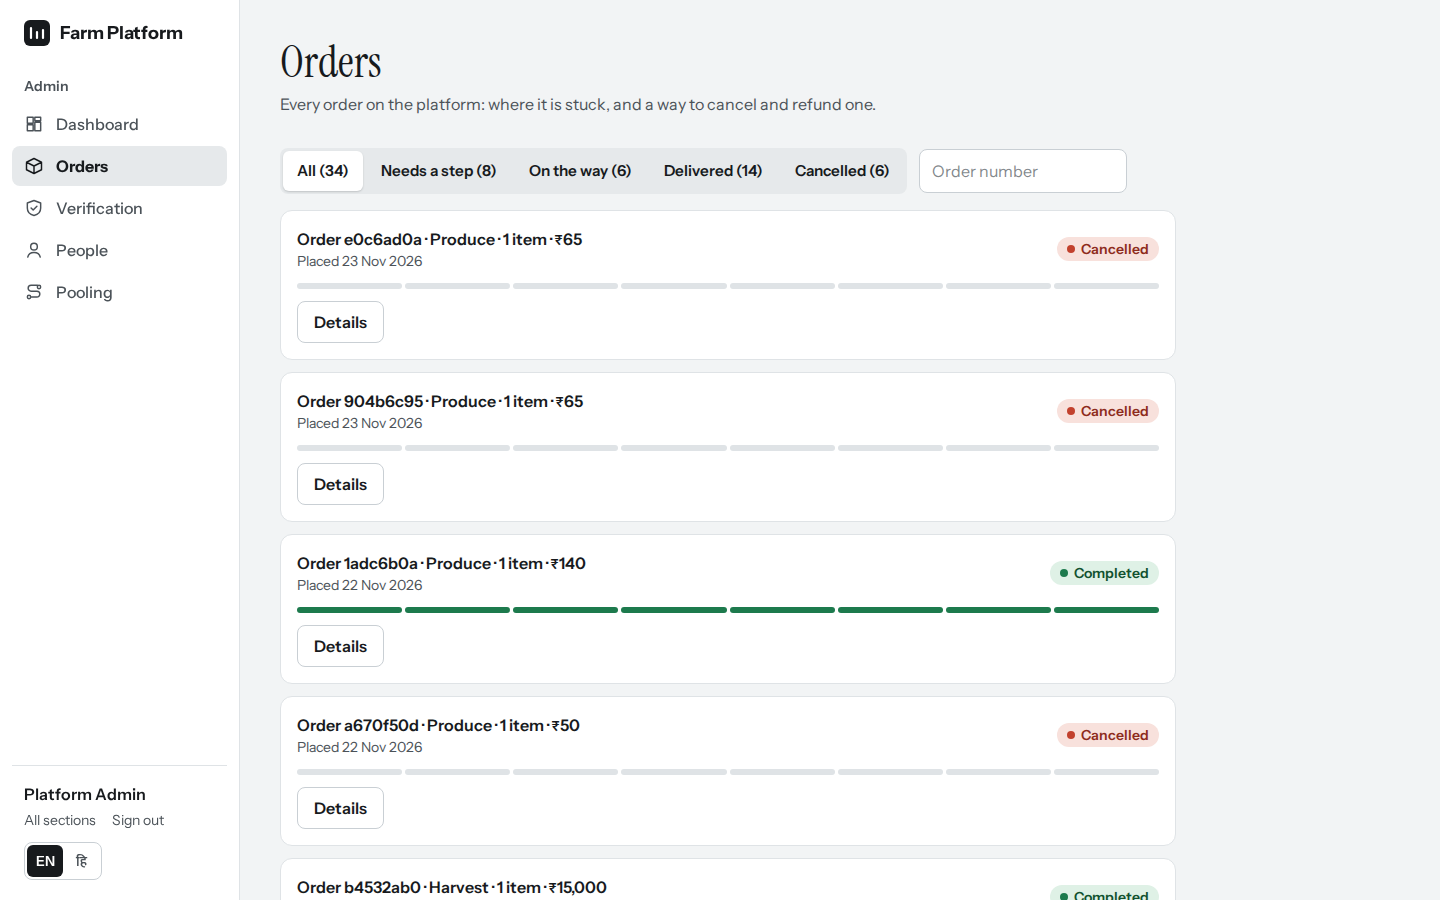 Farm Platform
Admin
Dashboard
Orders
Verification
People
Pooling
Platform Admin
All sections Sign out
EN हि
Orders
Every order on the platform: where it is stuck, and a way to cancel and refund one.
All (34) Needs a step (8) On the way (6) Delivered (14) Cancelled (6) Order number
Order e0c6ad0a · Produce · 1 item · ₹65
Cancelled
Placed 23 Nov 2026
Details
Order 904b6c95 · Produce · 1 item · ₹65
Cancelled
Placed 23 Nov 2026
Details
Order 1adc6b0a · Produce · 1 item · ₹140
Completed
Placed 22 Nov 2026
Details
Order a670f50d · Produce · 1 item · ₹50
Cancelled
Placed 22 Nov 2026
Details
Order b4532ab0 · Harvest · 1 item · ₹15,000
Completed